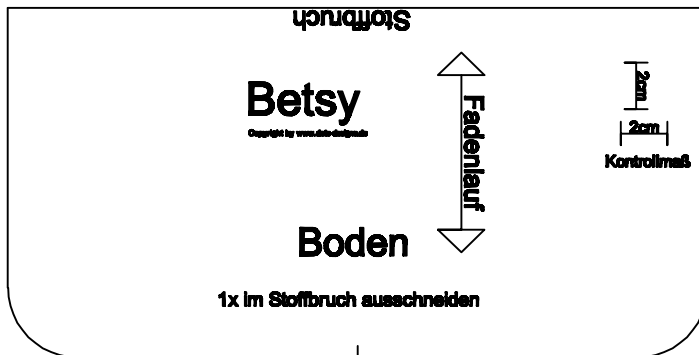 Stoffbruch
Betsy
Fadenlauf
2cm
2cm
Kontrollmaß
Boden
1x im Stoffbruch ausschneiden